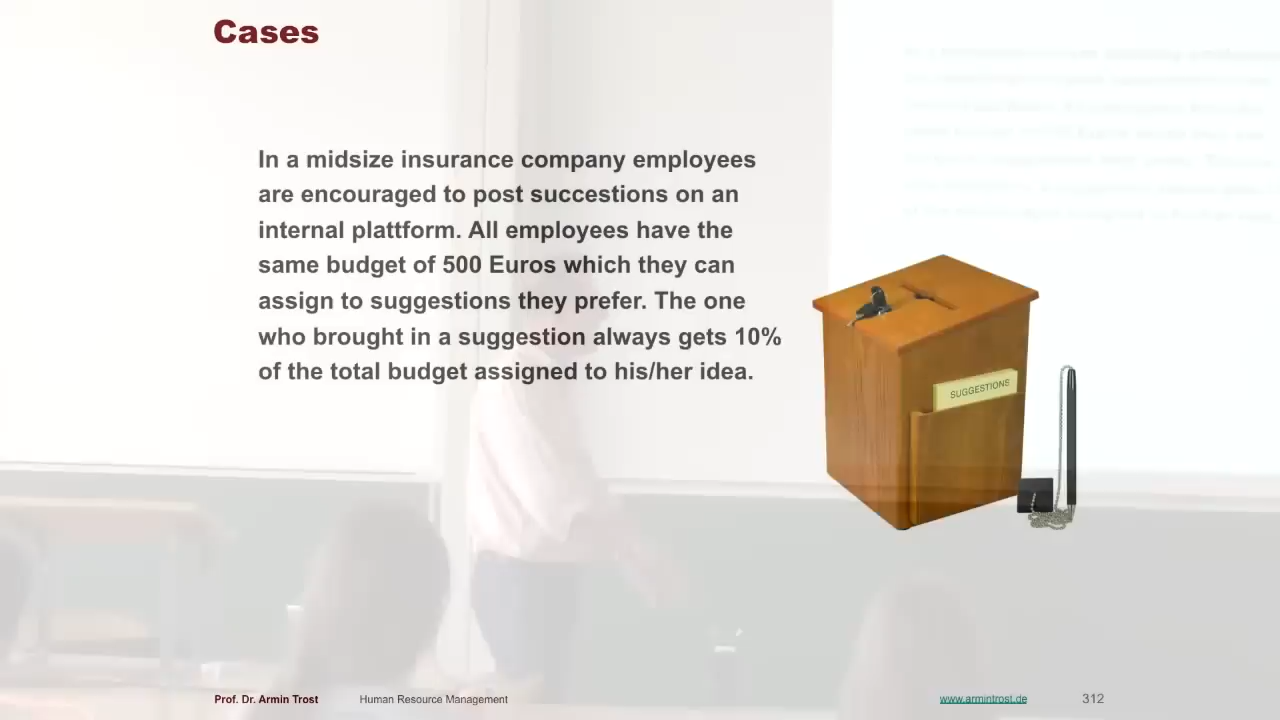 Cases
In a midsize insurance company employees
are encouraged to post succestions on an
internal plattform. All employees have the
same budget of 500 Euros which they can
assign to suggestions they prefer. The one
who brought in a suggestion always gets 10%
of the total budget assigned to his/her idea.
SUGGESTIONS
Prof. Dr. Armin Trost Human Resource Management www.armintrost.de 312